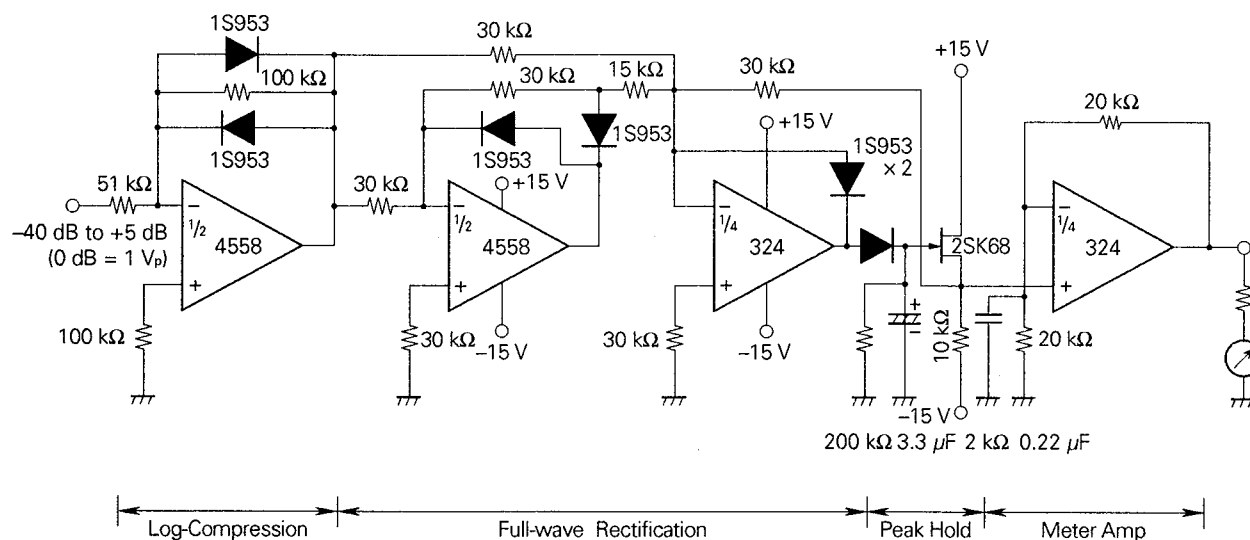 1S953
100 kΩ
1S953
51 kΩ
−40 dB to +5 dB
(0 dB = 1 Vp)
−
1/2
4558
+
100 kΩ
30 kΩ
30 kΩ
15 kΩ
30 kΩ
1S953
1S953
+15 V
30 kΩ
−
1/2
4558
+
30 kΩ
−15 V
+15 V
1S953
× 2
−
1/4
324
+
30 kΩ
−15 V
+15 V
2SK68
+
−
10 kΩ
−15 V
20 kΩ
−
1/4
324
+
20 kΩ
200 kΩ 3.3 μF 2 kΩ 0.22 μF
Log-Compression
Full-wave Rectification
Peak Hold
Meter Amp